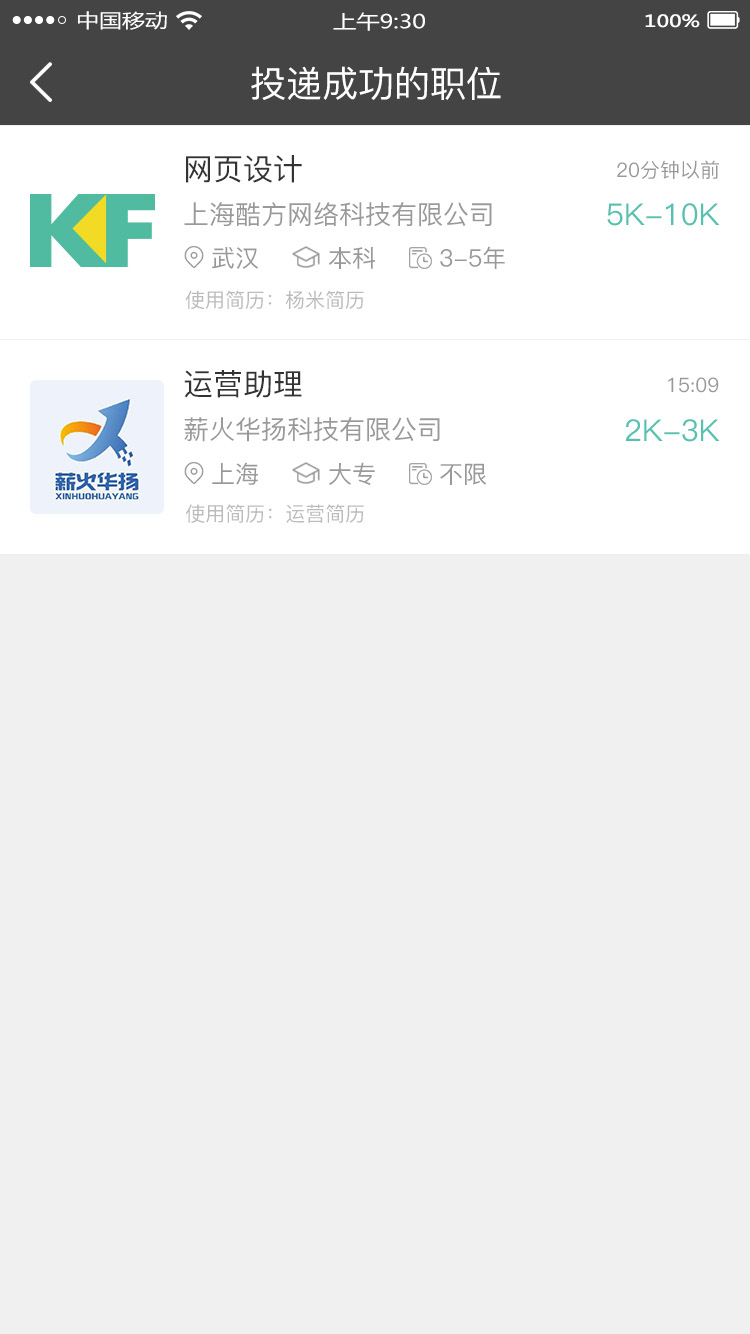 中国移动 上午9:30 100%
投递成功的职位
网页设计 20分钟以前
KF
上海酷方网络科技有限公司 5K–10K
武汉 本科 3–5年
使用简历：杨米简历
运营助理 15:09
薪火华扬科技有限公司 2K–3K
上海 大专 不限
薪火华扬
XINHUOHUAYANG
使用简历：运营简历